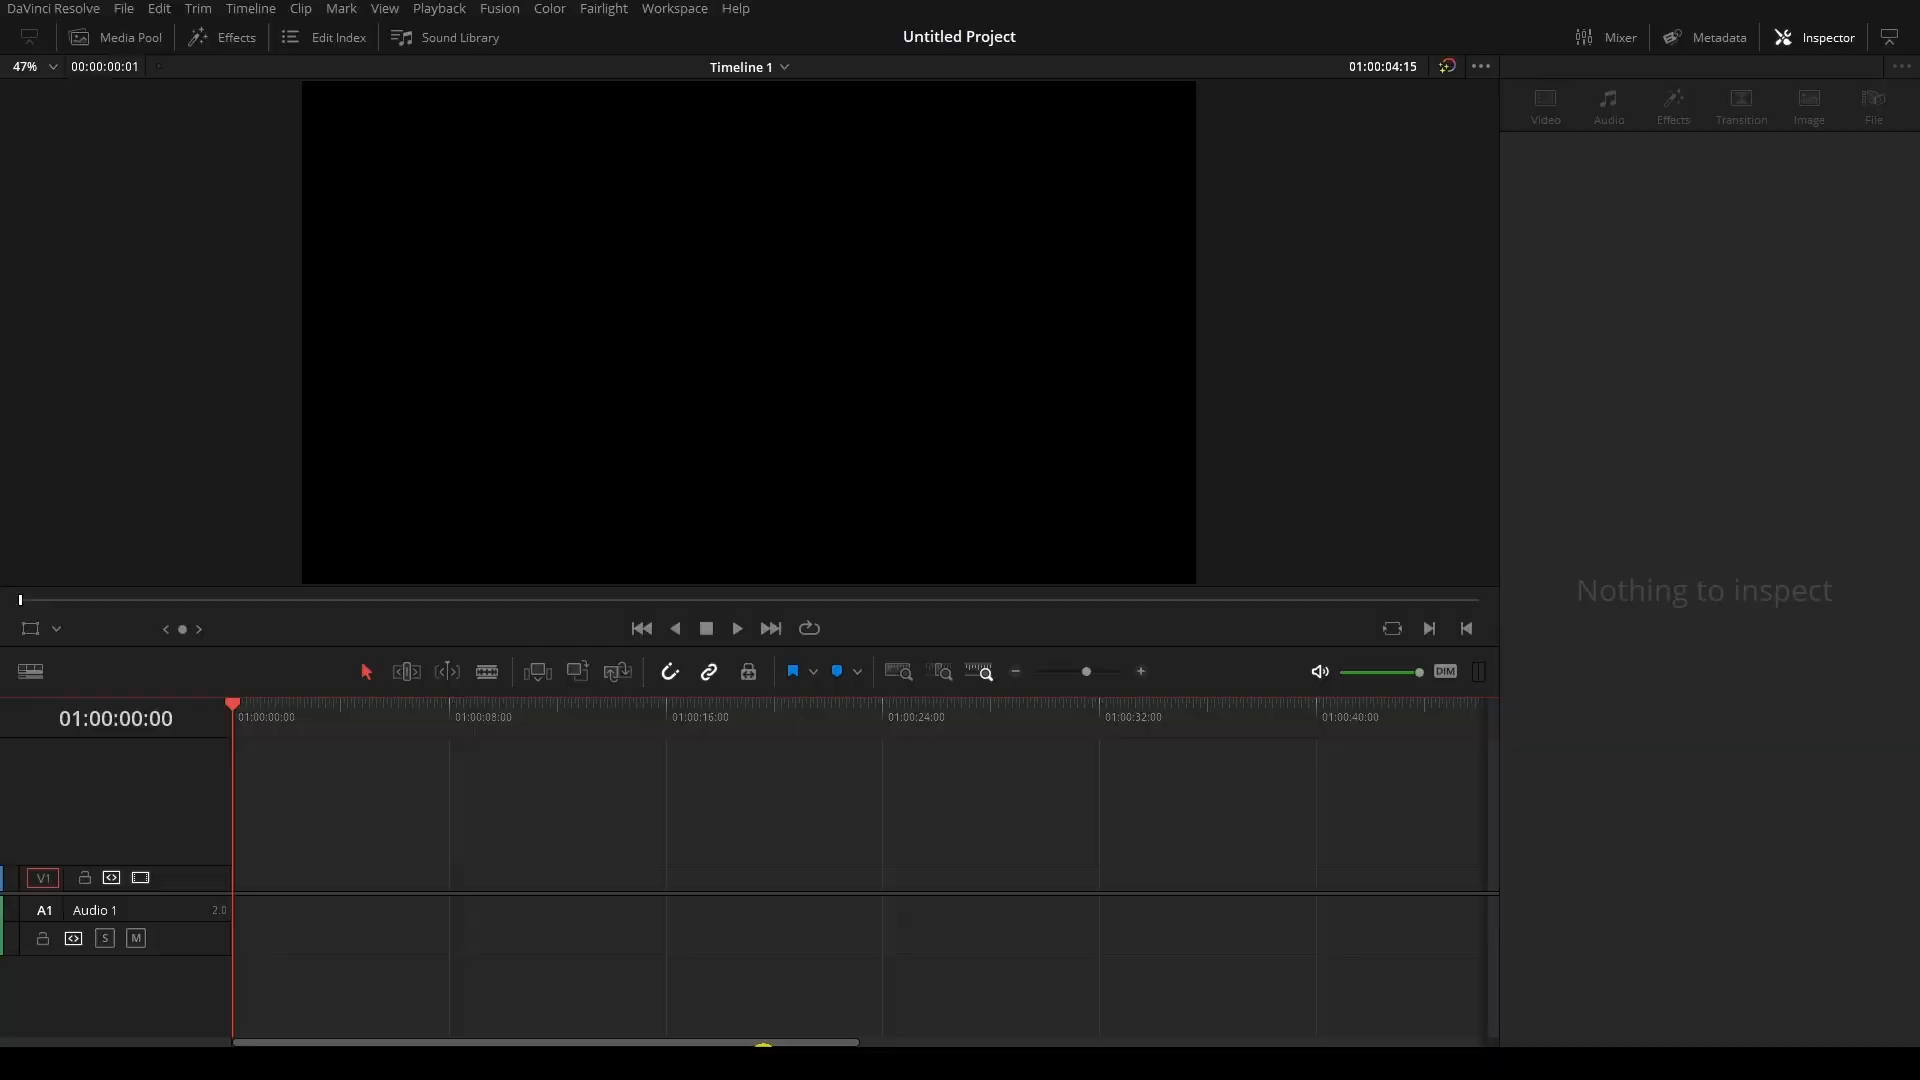 DaVinci Resolve File Edit Trim Timeline Clip Mark View Playback Fusion Color Fairlight Workspace Help
Media Pool Effects Edit Index Sound Library Untitled Project Mixer Metadata Inspector
47% 00:00:00:01 Timeline 1 01:00:04:15
Video Audio Effects Transition Image File
Nothing to inspect
DIM
01:00:00:00 01:00:00:00 01:00:08:00 01:00:16:00 01:00:24:00 01:00:32:00 01:00:40:00
V1
A1 Audio 1 2.0
S M